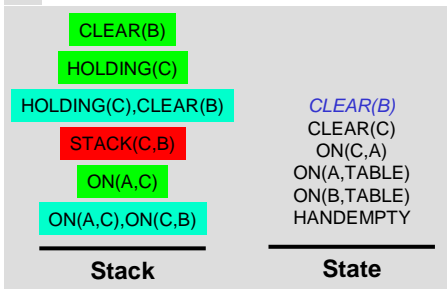 CLEAR(B)
HOLDING(C)
HOLDING(C),CLEAR(B)
STACK(C,B)
ON(A,C)
ON(A,C),ON(C,B)
Stack
CLEAR(B)
CLEAR(C)
ON(C,A)
ON(A,TABLE)
ON(B,TABLE)
HANDEMPTY
State